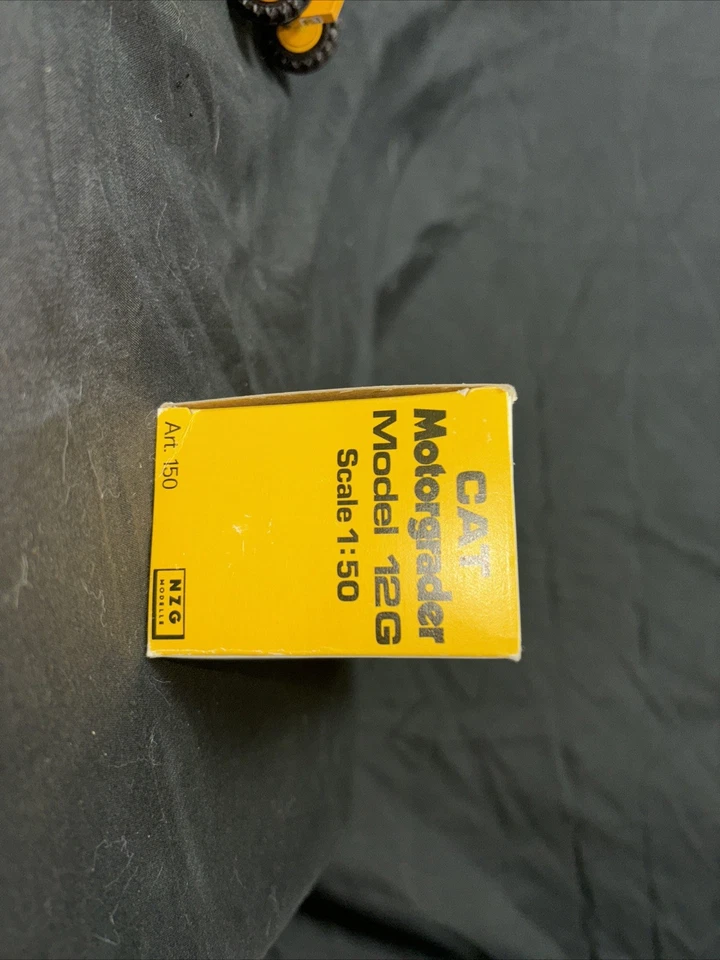 CAT
Motorgrader
Model 12G
Scale 1:50
Art. 150
NZG
MODELLE